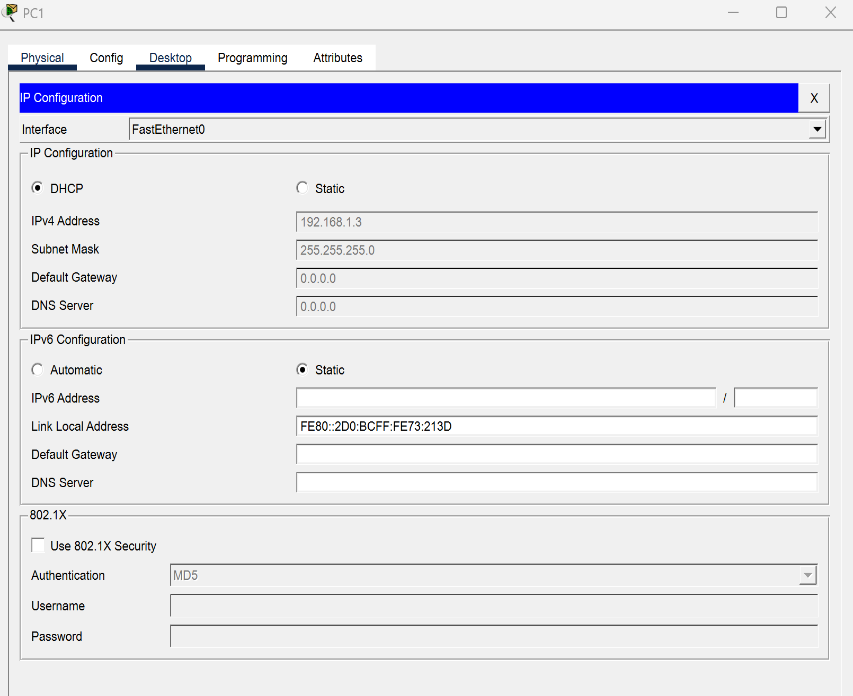 PC1
Physical Config Desktop Programming Attributes
IP Configuration X
Interface FastEthernet0
IP Configuration
DHCP Static
IPv4 Address 192.168.1.3
Subnet Mask 255.255.255.0
Default Gateway 0.0.0.0
DNS Server 0.0.0.0
IPv6 Configuration
Automatic Static
IPv6 Address /
Link Local Address FE80::2D0:BCFF:FE73:213D
Default Gateway
DNS Server
802.1X
Use 802.1X Security
Authentication MD5
Username
Password